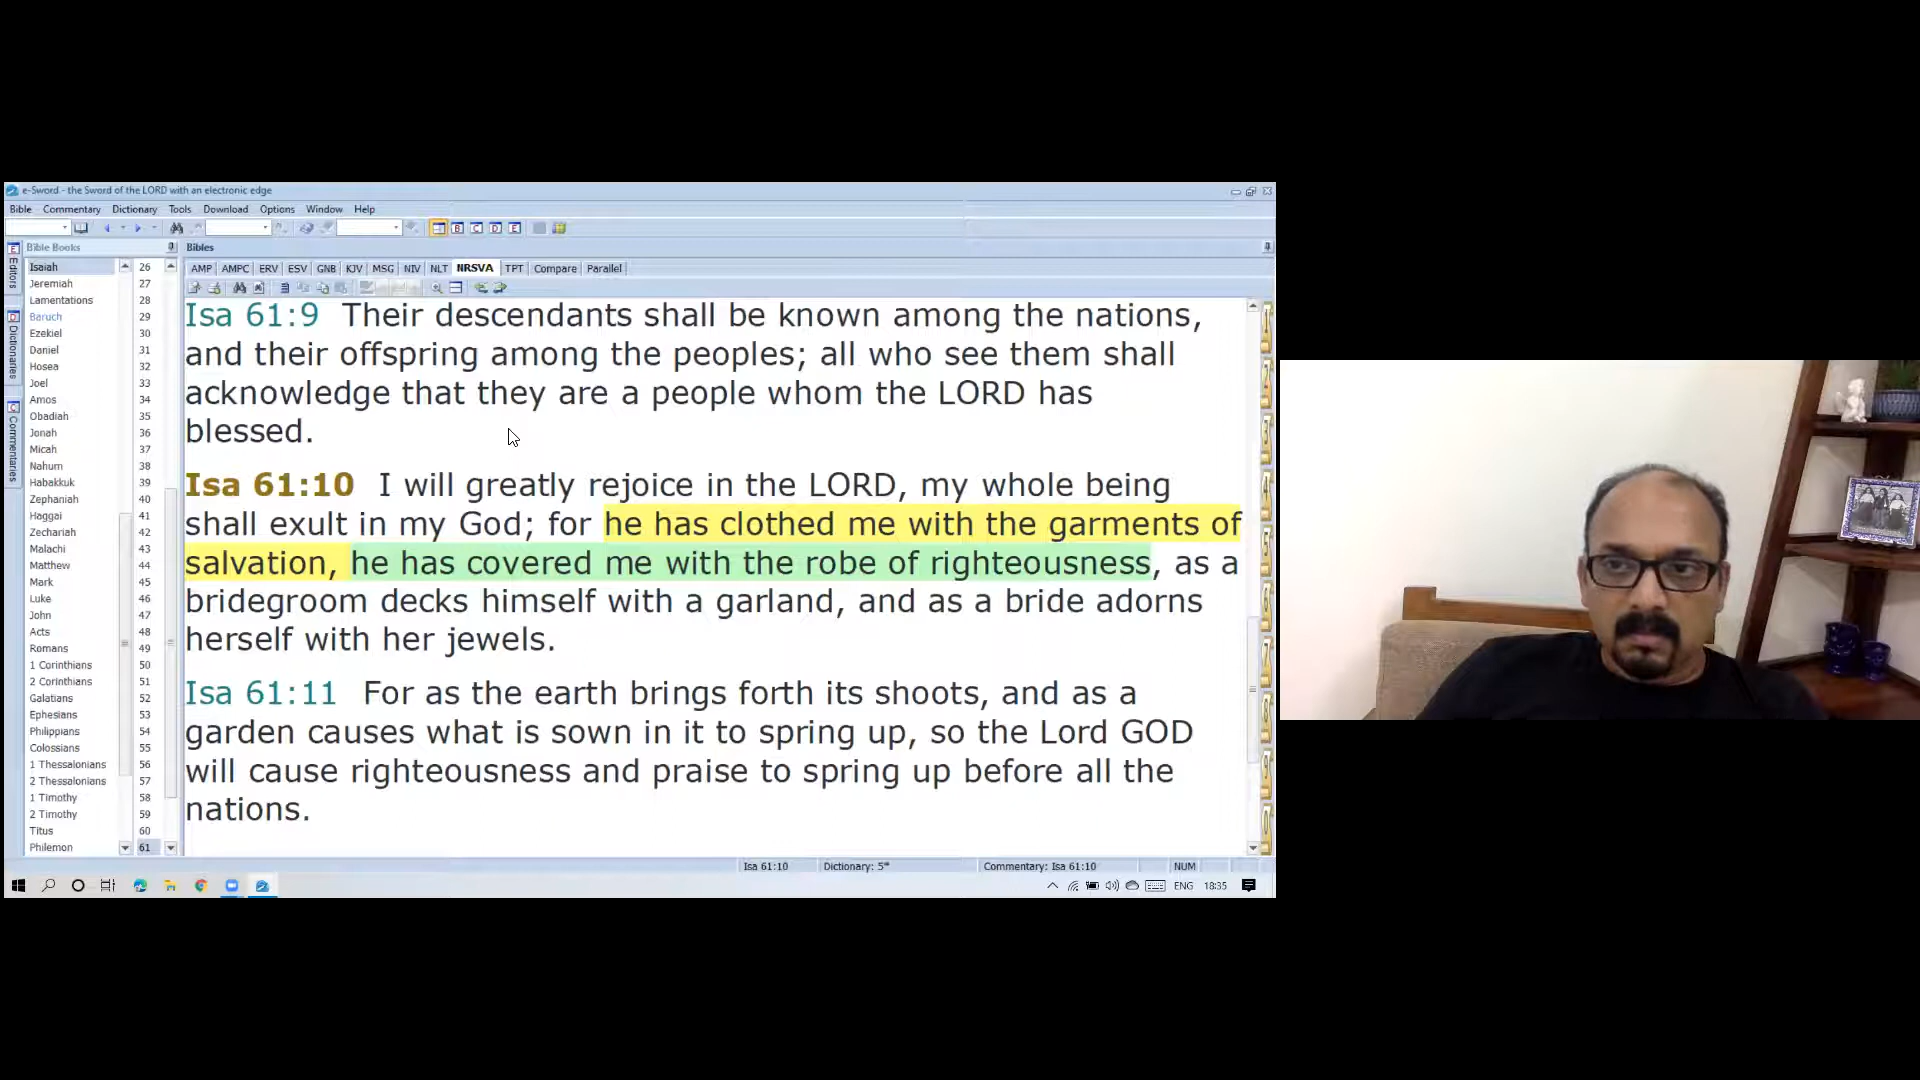 e-Sword - the Sword of the LORD with an electronic edge
Bible Commentary Dictionary Tools Download Options Window Help
Bible Books
Bibles
AMP AMPC ERV ESV GNB KJV MSG NIV NLT NRSVA TPT Compare Parallel
Editors
Dictionaries
Commentaries
Isaiah 26
Jeremiah 27
Lamentations 28
Baruch 29
Ezekiel 30
Daniel 31
Hosea 32
Joel 33
Amos 34
Obadiah 35
Jonah 36
Micah 37
Nahum 38
Habakkuk 39
Zephaniah 40
Haggai 41
Zechariah 42
Malachi 43
Matthew 44
Mark 45
Luke 46
John 47
Acts 48
Romans 49
1 Corinthians 50
2 Corinthians 51
Galatians 52
Ephesians 53
Philippians 54
Colossians 55
1 Thessalonians 56
2 Thessalonians 57
1 Timothy 58
2 Timothy 59
Titus 60
Philemon 61
Isa 61:9 Their descendants shall be known among the nations,
and their offspring among the peoples; all who see them shall
acknowledge that they are a people whom the LORD has
blessed.
Isa 61:10 I will greatly rejoice in the LORD, my whole being
shall exult in my God; for he has clothed me with the garments of
salvation, he has covered me with the robe of righteousness, as a
bridegroom decks himself with a garland, and as a bride adorns
herself with her jewels.
Isa 61:11 For as the earth brings forth its shoots, and as a
garden causes what is sown in it to spring up, so the Lord GOD
will cause righteousness and praise to spring up before all the
nations.
Isa 61:10 Dictionary: 5* Commentary: Isa 61:10 NUM
ENG 18:35